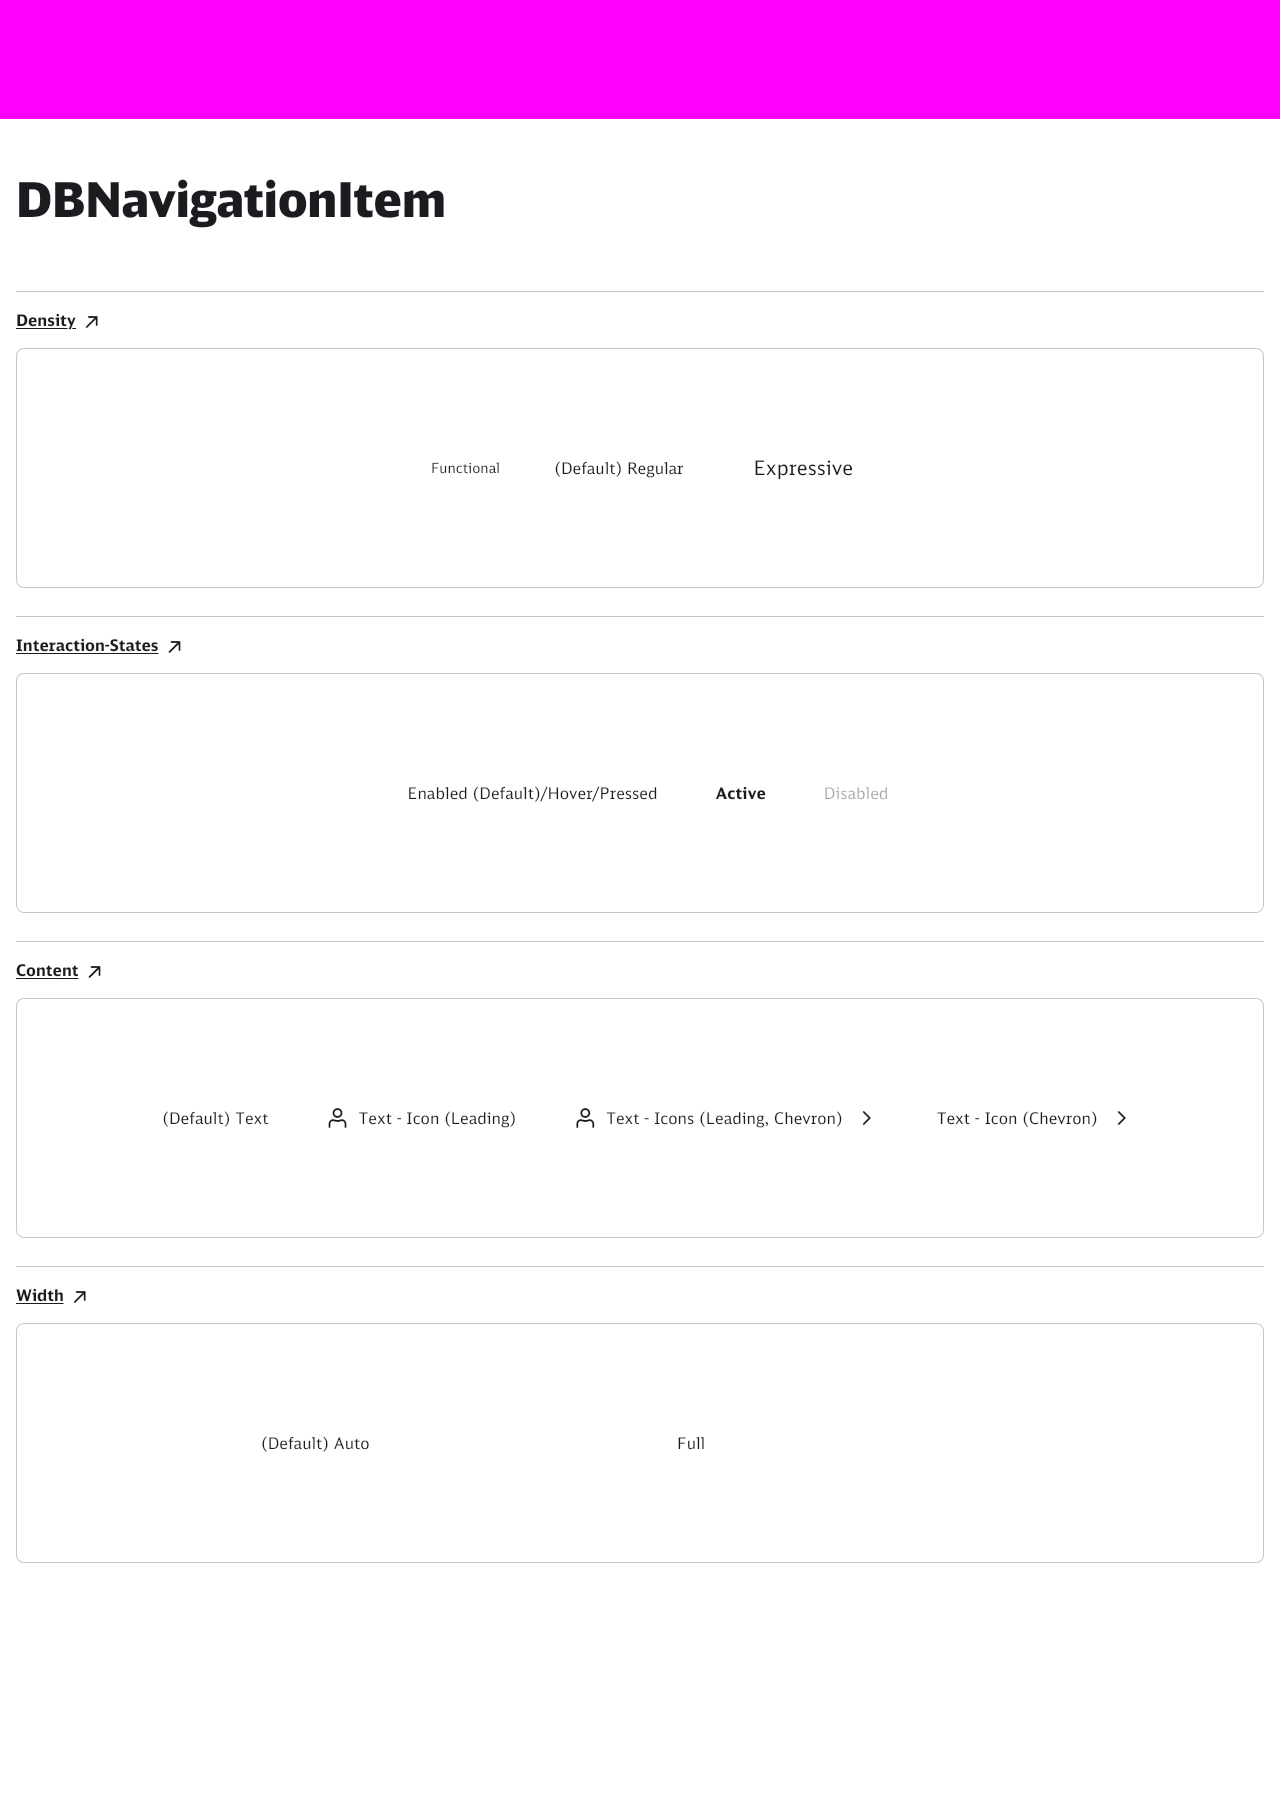 DBNavigationItem
Density
Functional (Default) Regular Expressive
Interaction-States
Enabled (Default)/Hover/Pressed Active Disabled
Content
(Default) Text Text - Icon (Leading) Text - Icons (Leading, Chevron) Text - Icon (Chevron)
Width
(Default) Auto Full